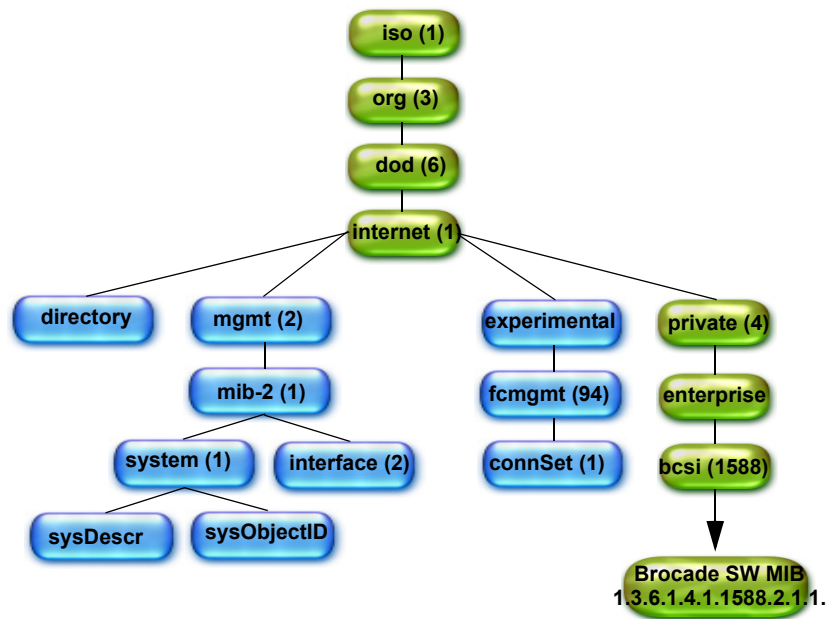 iso (1)
org (3)
dod (6)
internet (1)
directory
mgmt (2)
experimental
private (4)
mib-2 (1)
fcmgmt (94)
enterprise
system (1)
interface (2)
connSet (1)
bcsi (1588)
sysDescr
sysObjectID
Brocade SW MIB
1.3.6.1.4.1.1588.2.1.1.